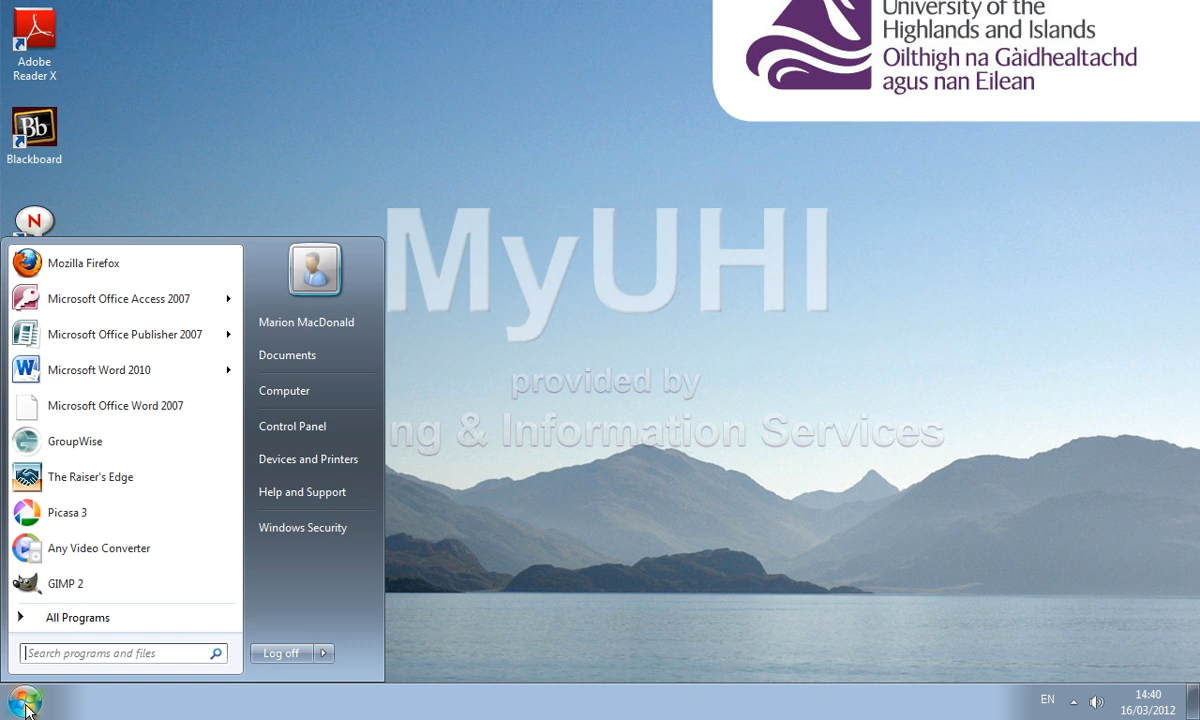 University of the
Highlands and Islands
Oilthigh na Gàidhealtachd
agus nan Eilean
Adobe
Reader X
Bb
Blackboard
N
MyUHI
provided by
ng & Information Services
Mozilla Firefox
Microsoft Office Access 2007
Microsoft Office Publisher 2007
Microsoft Word 2010
Microsoft Office Word 2007
GroupWise
The Raiser's Edge
Picasa 3
Any Video Converter
GIMP 2
All Programs
Search programs and files
Marion MacDonald
Documents
Computer
Control Panel
Devices and Printers
Help and Support
Windows Security
Log off
EN
14:40
16/03/2012